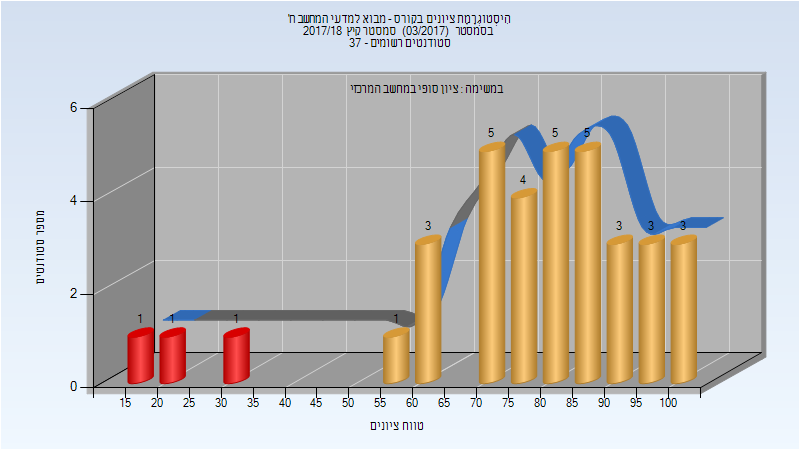 הִיסְטוֹגְרָמַת ציונים בקורס - מבוא למדעי המחשב ח'
בסמסטר (03/2017) סמסטר קיץ 2017/18
סטודנטים רשומים - 37
במשימה : ציון סופי במחשב המרכזי
מספר סטודנטים
6
4
2
0
1 1 1 1 3 5 4 5 5 3 3 3
15 20 25 30 35 40 45 50 55 60 65 70 75 80 85 90 95 100
טווח ציונים